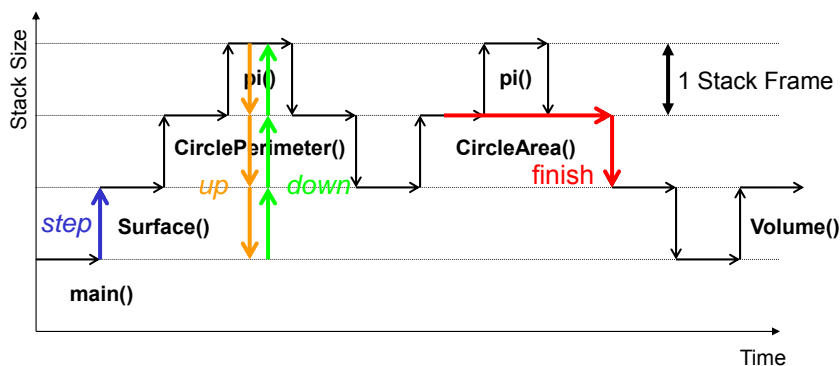 Stack Size
pi()
pi()
1 Stack Frame
CirclePerimeter()
CircleArea()
up
down
finish
step
Surface()
Volume()
main()
Time